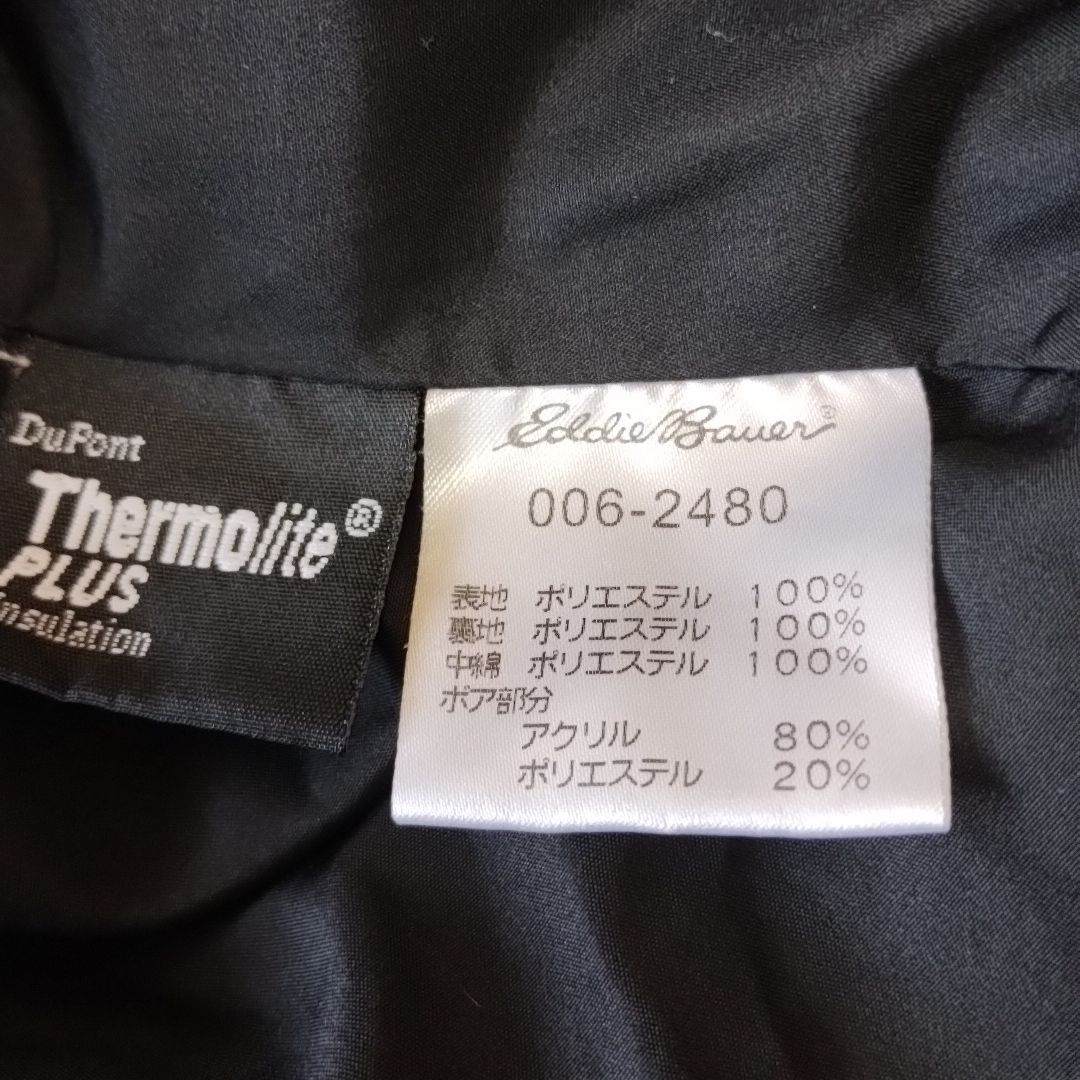 DuPont
Thermolite®
PLUS
insulation
Eddie Bauer®
006-2480
表地 ポリエステル 100%
裏地 ポリエステル 100%
中綿 ポリエステル 100%
ボア部分
アクリル 80%
ポリエステル 20%